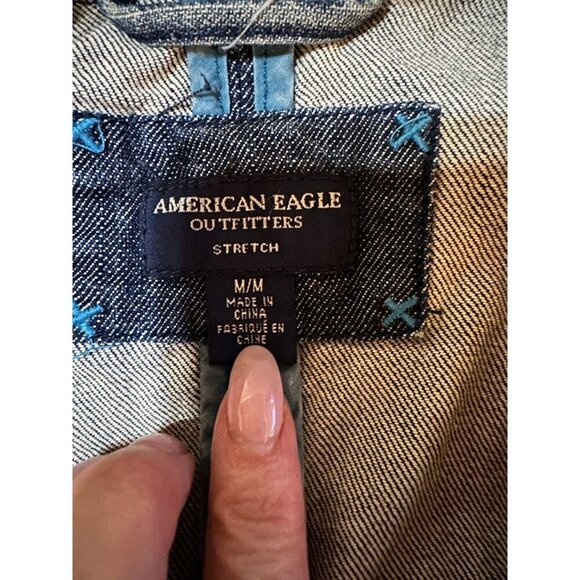 AMERICAN EAGLE
OUTFITTERS
STRETCH
M/M
MADE IN
CHINA
FABRIQUÉ EN
CHINE